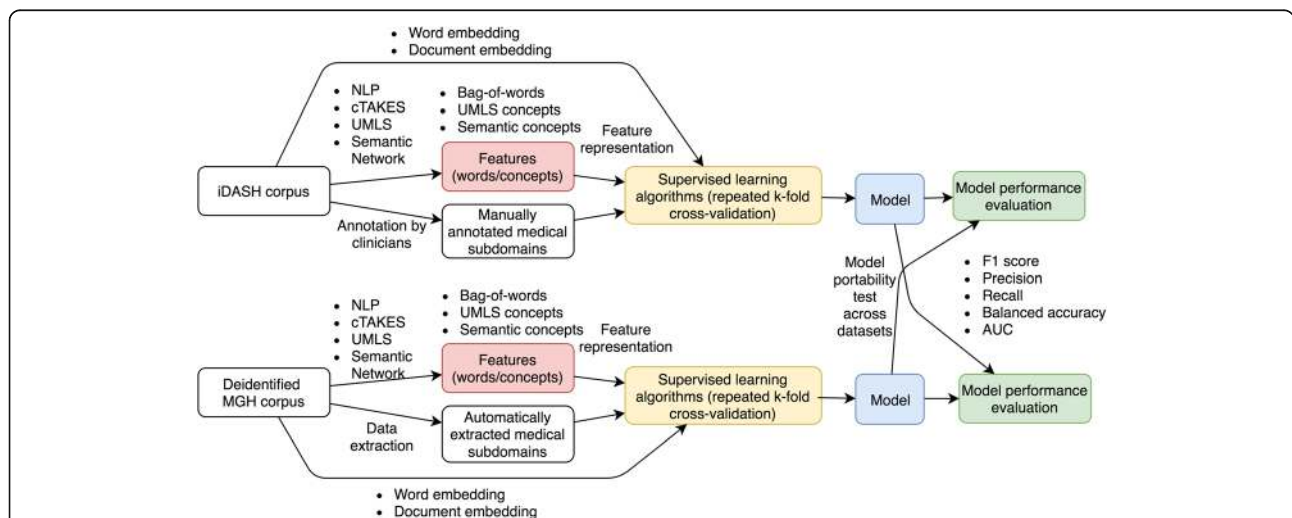 • Word embedding
• Document embedding
• NLP
• cTAKES
• UMLS
• Semantic
Network
• Bag-of-words
• UMLS concepts
• Semantic concepts
Feature
representation
iDASH corpus
Features
(words/concepts)
Annotation by
clinicians
Manually
annotated medical
subdomains
Supervised learning
algorithms (repeated k-fold
cross-validation)
Model
Model performance
evaluation
Model
portability
test
across
datasets
• F1 score
• Precision
• Recall
• Balanced accuracy
• AUC
• NLP
• cTAKES
• UMLS
• Semantic
Network
• Bag-of-words
• UMLS concepts
• Semantic concepts
Feature
representation
Deidentified
MGH corpus
Features
(words/concepts)
Data
extraction
Automatically
extracted medical
subdomains
Supervised learning
algorithms (repeated k-fold
cross-validation)
Model
Model performance
evaluation
• Word embedding
• Document embedding